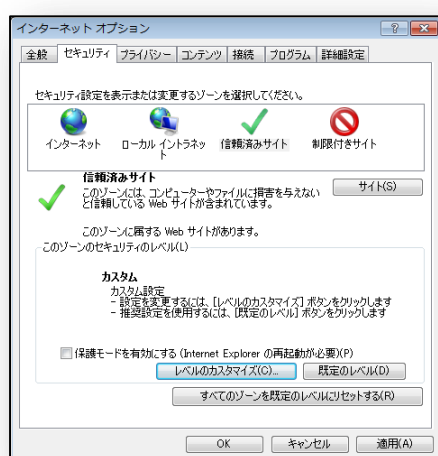 インターネット オプション
全般 セキュリティ プライバシー コンテンツ 接続 プログラム 詳細設定
セキュリティ設定を表示または変更するゾーンを選択してください。
インターネット ローカル イントラネット 信頼済みサイト 制限付きサイト
信頼済みサイト
このゾーンには、コンピューターやファイルに損害を与えない
と信頼している Web サイトが含まれています。
サイト(S)
このゾーンに属する Web サイトがあります。
このゾーンのセキュリティのレベル(L)
カスタム
カスタム設定
- 設定を変更するには、[レベルのカスタマイズ] ボタンをクリックします
- 推奨設定を使用するには、[既定のレベル] ボタンをクリックします
保護モードを有効にする (Internet Explorer の再起動が必要)(P)
レベルのカスタマイズ(C)... 既定のレベル(D)
すべてのゾーンを既定のレベルにリセットする(R)
OK キャンセル 適用(A)